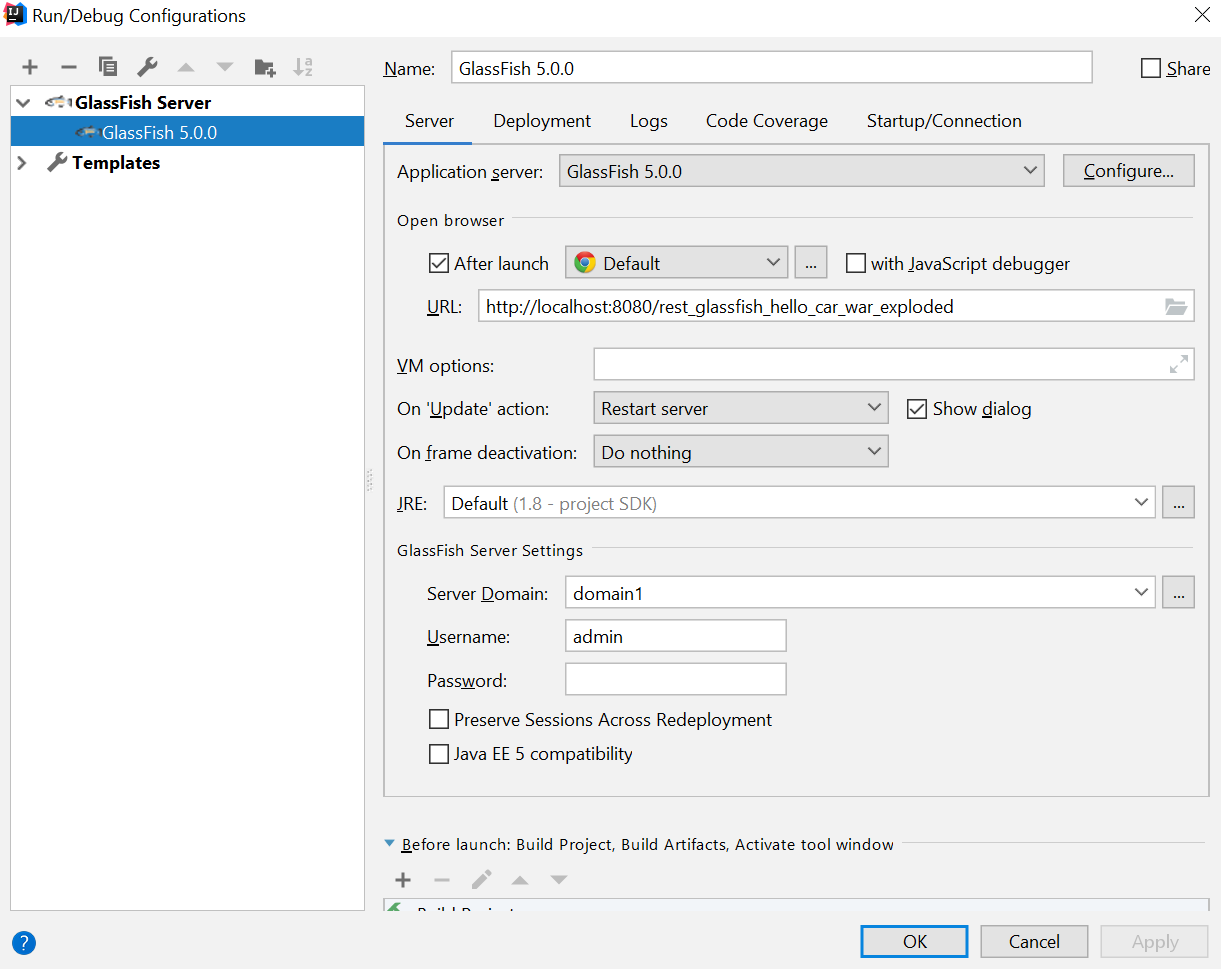 Run/Debug Configurations
Name: GlassFish 5.0.0 Share
GlassFish Server
GlassFish 5.0.0
Templates
Server Deployment Logs Code Coverage Startup/Connection
Application server: GlassFish 5.0.0 Configure...
Open browser
After launch Default ... with JavaScript debugger
URL: http://localhost:8080/rest_glassfish_hello_car_war_exploded
VM options:
On 'Update' action: Restart server Show dialog
On frame deactivation: Do nothing
JRE: Default (1.8 - project SDK) ...
GlassFish Server Settings
Server Domain: domain1 ...
Username: admin
Password:
Preserve Sessions Across Redeployment
Java EE 5 compatibility
Before launch: Build Project, Build Artifacts, Activate tool window
Build Project
? OK Cancel Apply